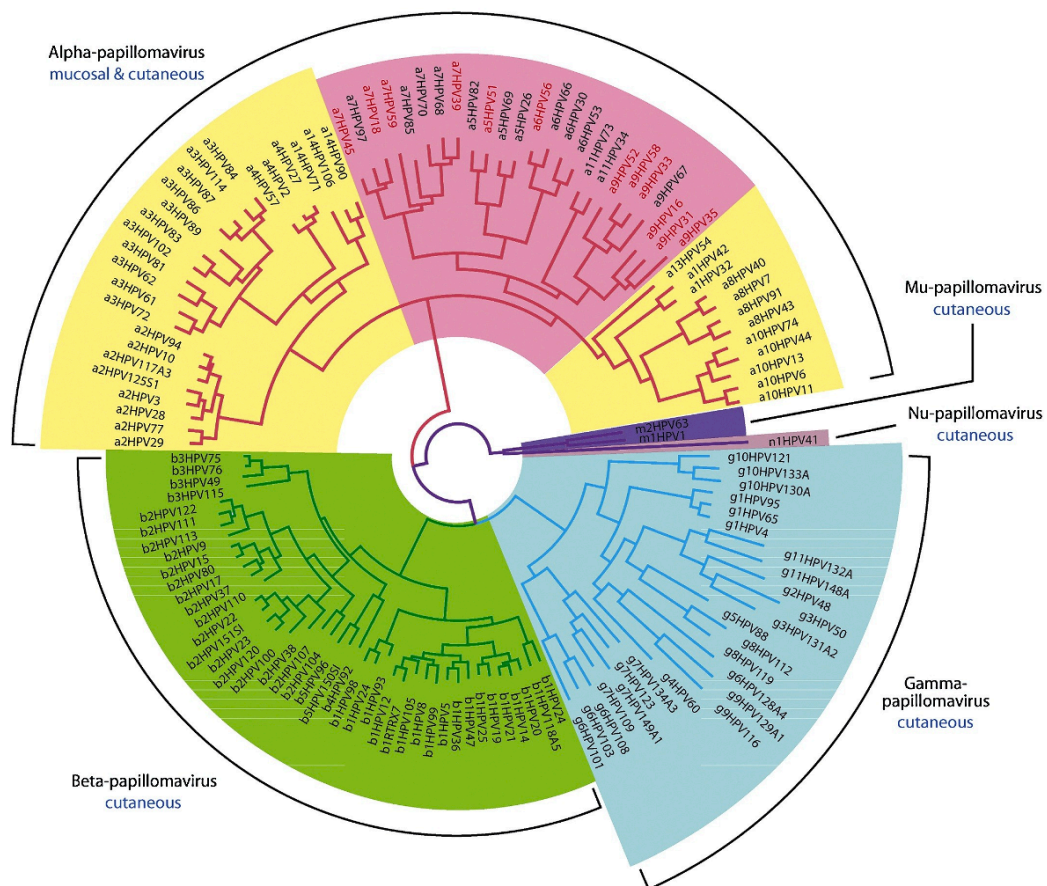 Alpha-papillomavirus
mucosal & cutaneous
a2HPV29
a2HPV77
a2HPV28
a2HPV3
a2HPV125S1
a2HPV117A3
a2HPV10
a2HPV94
a3HPV72
a3HPV61
a3HPV62
a3HPV81
a3HPV102
a3HPV83
a3HPV89
a3HPV86
a3HPV87
a3HPV114
a3HPV84
a4HPV57
a4HPV2
a4HPV27
a14HPV71
a14HPV106
a14HPV90
a7HPV45
a7HPV97
a7HPV18
a7HPV59
a7HPV85
a7HPV70
a7HPV68
a7HPV39
a5HPV82
a5HPV51
a5HPV69
a5HPV26
a6HPV56
a6HPV66
a6HPV30
a6HPV53
a11HPV73
a11HPV34
a9HPV52
a9HPV58
a9HPV33
a9HPV67
a9HPV16
a9HPV31
a9HPV35
a13HPV54
a1HPV42
a1HPV32
a8HPV40
a8HPV7
a8HPV91
a8HPV43
a10HPV74
a10HPV44
a10HPV13
a10HPV6
a10HPV11
Mu-papillomavirus
cutaneous
m2HPV63
m1HPV1
Nu-papillomavirus
cutaneous
n1HPV41
g10HPV121
g10HPV133A
g10HPV130A
g1HPV95
g1HPV65
g1HPV4
g11HPV132A
g11HPV148A
g2HPV48
g3HPV50
g3HPV131A2
g5HPV88
g8HPV112
g8HPV119
g6HPV128A4
g9HPV129A1
g9HPV116
g4HPV60
g7HPV134A3
g7HPV123
g7HPV149A1
g7HPV109
g6HPV108
g6HPV103
g6HPV101
Gamma-
papillomavirus
cutaneous
b3HPV75
b3HPV76
b3HPV49
b3HPV115
b2HPV122
b2HPV111
b2HPV113
b2HPV9
b2HPV15
b2HPV80
b2HPV17
b2HPV37
b2HPV110
b2HPV22
b2HPV151SI
b2HPV23
b2HPV120
b2HPV100
b2HPV38
b2HPV107
b2HPV104
b5HPV96
b5HPV150SI
b4HPV92
b1HPV98
b1HPV24
b1HPV93
b1HPV12
b1RTRX7
b1HPV105
b1HPV8
b1HPV99
b1HPV5
b1HPV36
b1HPV47
b1HPV25
b1HPV19
b1HPV21
b1HPV14
b1HPV20
b1HPV118A5
b1HPV24
Beta-papillomavirus
cutaneous